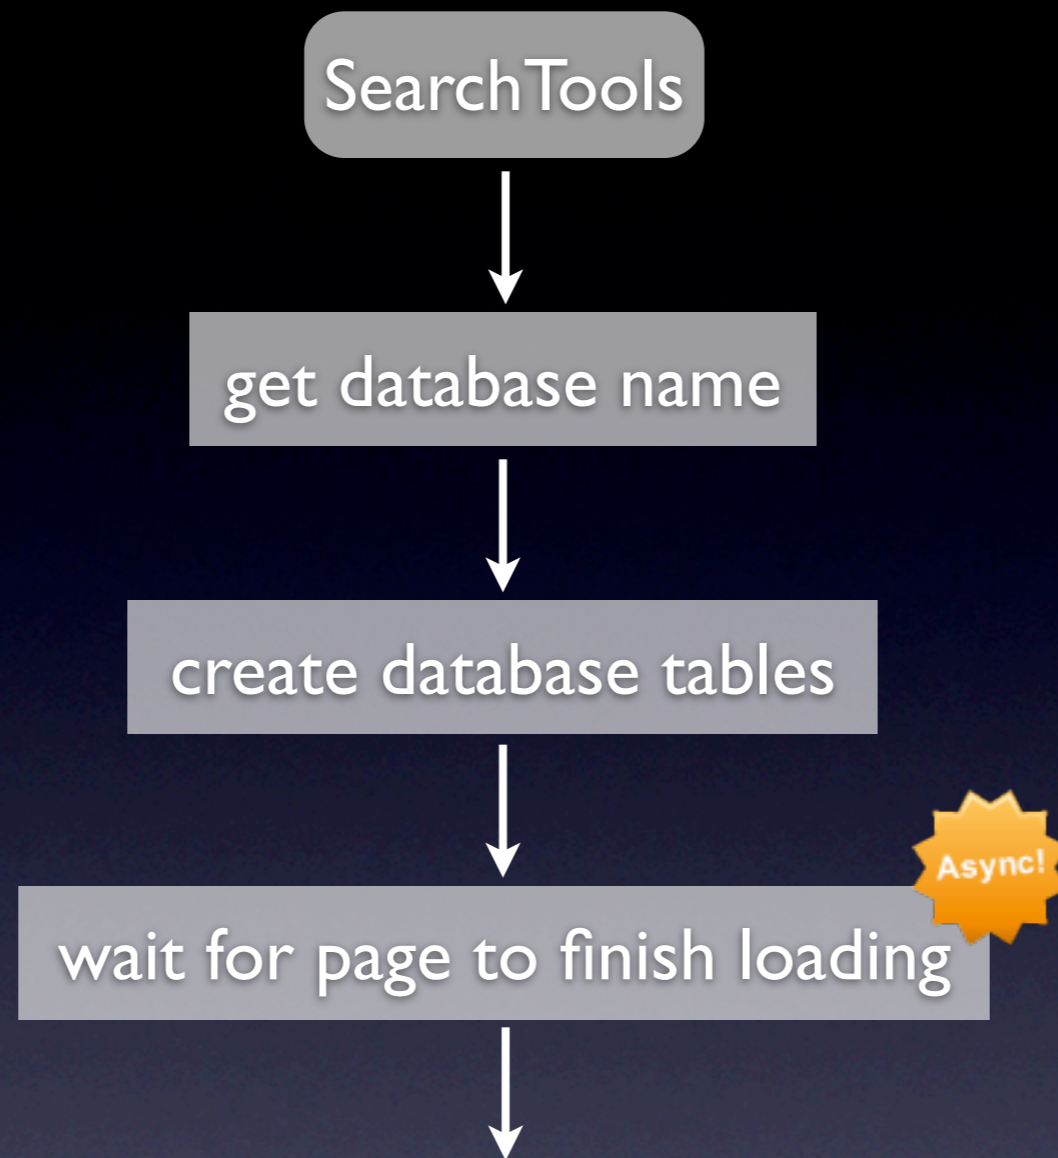 SearchTools
get database name
create database tables
Async!
wait for page to finish loading